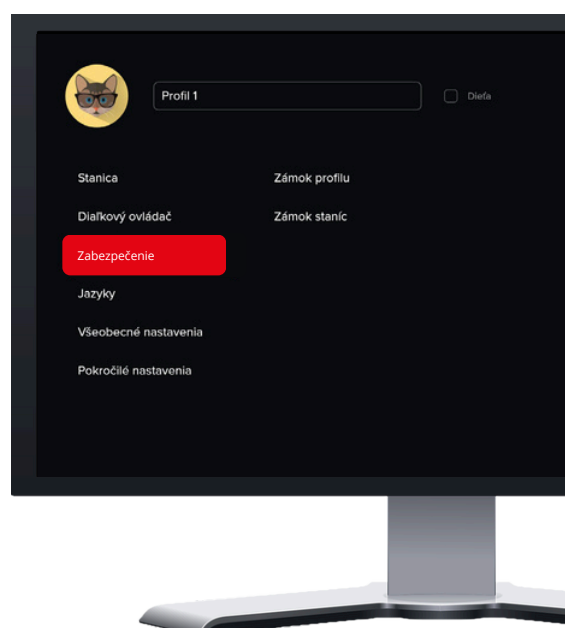 Profil 1
Dieťa
Stanica
Zámok profilu
Diaľkový ovládač
Zámok staníc
Zabezpečenie
Jazyky
Všeobecné nastavenia
Pokročilé nastavenia